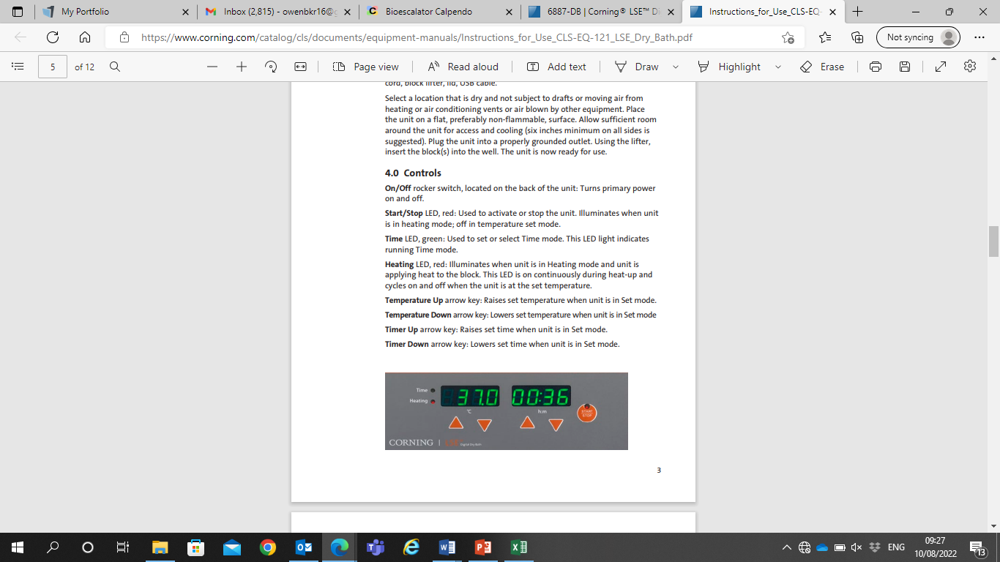 My Portfolio
Inbox (2,815) - owenbkr16@g
Bioescalator Calpendo
6887-DB | Corning® LSE™ Di
Instructions_for_Use_CLS-EQ-
https://www.corning.com/catalog/cls/documents/equipment-manuals/Instructions_for_Use_CLS-EQ-121_LSE_Dry_Bath.pdf
Not syncing
5 of 12
Page view
Read aloud
Add text
Draw
Highlight
Erase
cord, block lifter, lid, USB cable.
Select a location that is dry and not subject to drafts or moving air from
heating or air conditioning vents or air blown by other equipment. Place
the unit on a flat, preferably non-flammable, surface. Allow sufficient room
around the unit for access and cooling (six inches minimum on all sides is
suggested). Plug the unit into a properly grounded outlet. Using the lifter,
insert the block(s) into the well. The unit is now ready for use.
4.0 Controls
On/Off rocker switch, located on the back of the unit: Turns primary power
on and off.
Start/Stop LED, red: Used to activate or stop the unit. Illuminates when unit
is in heating mode; off in temperature set mode.
Time LED, green: Used to set or select Time mode. This LED light indicates
running Time mode.
Heating LED, red: Illuminates when unit is in Heating mode and unit is
applying heat to the block. This LED is on continuously during heat-up and
cycles on and off when the unit is at the set temperature.
Temperature Up arrow key: Raises set temperature when unit is in Set mode.
Temperature Down arrow key: Lowers set temperature when unit is in Set mode
Timer Up arrow key: Raises set time when unit is in Set mode.
Timer Down arrow key: Lowers set time when unit is in Set mode.
Time
Heating
37.0
00:36
°C
h:m
START
STOP
CORNING | LSE Digital Dry Bath
3
ENG
09:27
10/08/2022
13